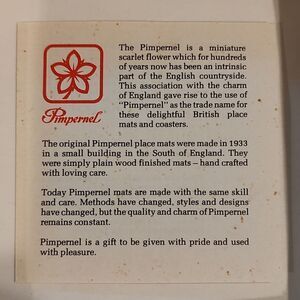 The Pimpernel is a miniature
scarlet flower which for hundreds
of years now has been an intrinsic
part of the English countryside.
This association with the charm
of England gave rise to the use of
"Pimpernel" as the trade name for
these delightful British place
mats and coasters.
Pimpernel
The original Pimpernel place mats were made in 1933
in a small building in the South of England. They
were simply plain wood finished mats – hand crafted
with loving care.
Today Pimpernel mats are made with the same skill
and care. Methods have changed, styles and designs
have changed, but the quality and charm of Pimpernel
remains constant.
Pimpernel is a gift to be given with pride and used
with pleasure.